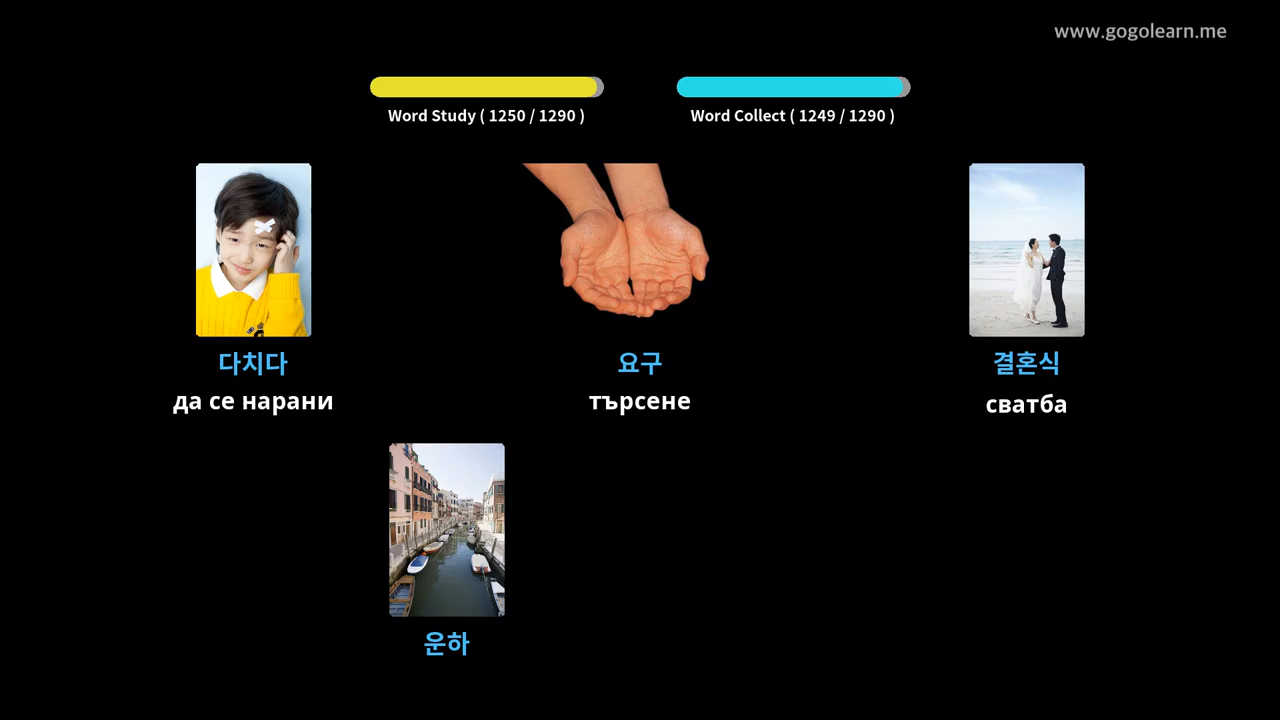 www.gogolearn.me
Word Study ( 1250 / 1290 )
Word Collect ( 1249 / 1290 )
다치다
да се нарани
요구
търсене
결혼식
сватба
운하